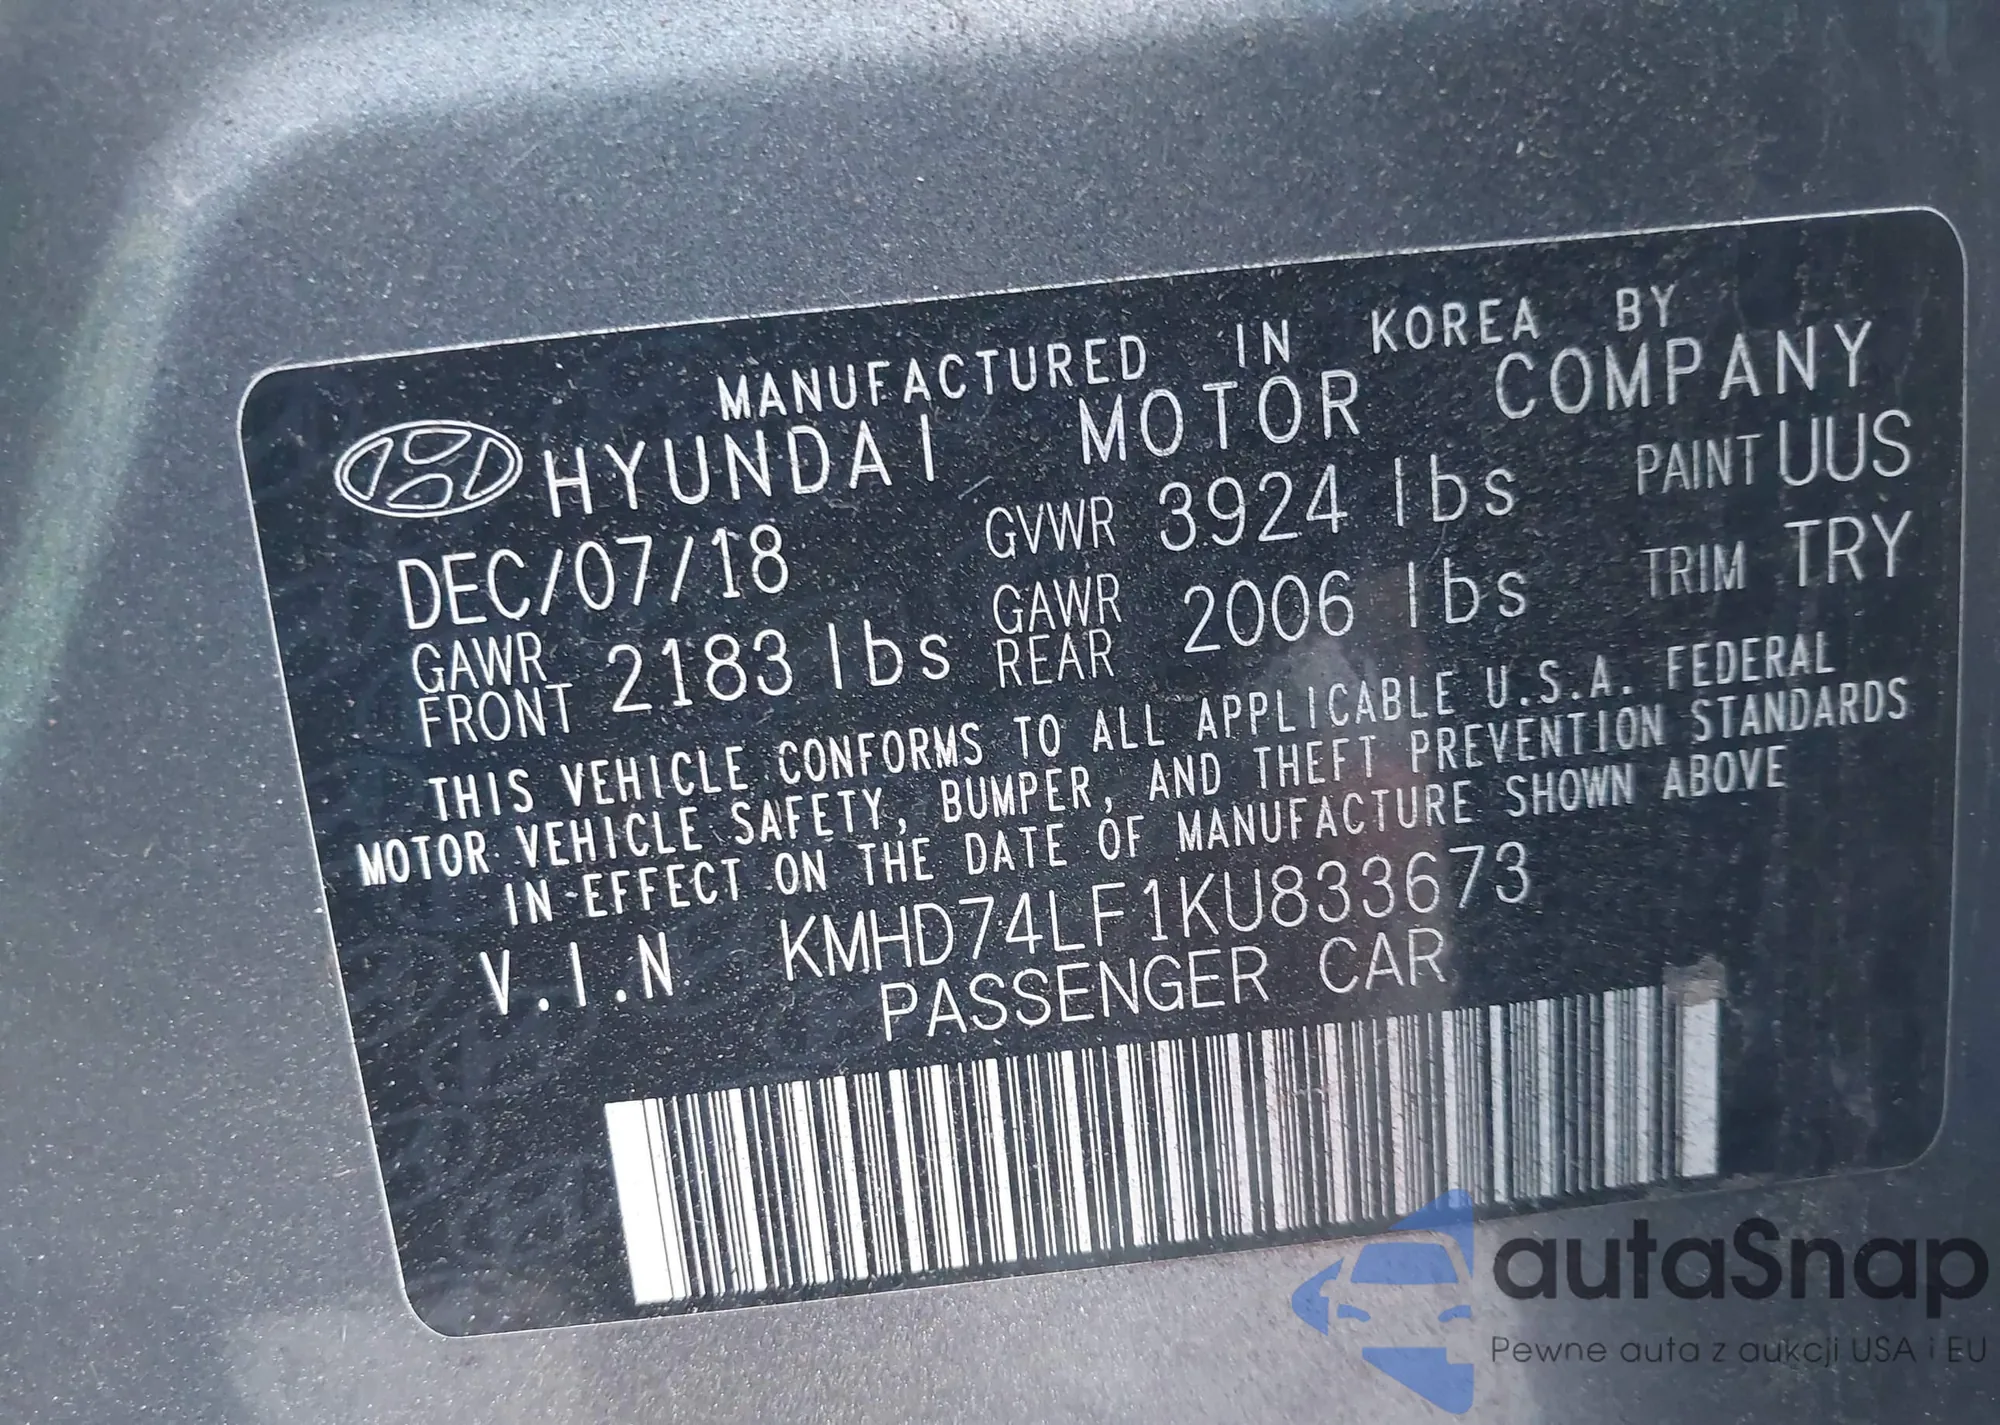 MANUFACTURED IN KOREA BY
HYUNDAI MOTOR COMPANY
DEC/07/18 GVWR 3924 lbs PAINT UUS
GAWR FRONT 2183 lbs GAWR REAR 2006 lbs TRIM TRY
THIS VEHICLE CONFORMS TO ALL APPLICABLE U.S.A. FEDERAL
MOTOR VEHICLE SAFETY, BUMPER, AND THEFT PREVENTION STANDARDS
IN EFFECT ON THE DATE OF MANUFACTURE SHOWN ABOVE
V.I.N KMHD74LF1KU833673
PASSENGER CAR
autaSnap
Pewne auta z aukcji USA i EU